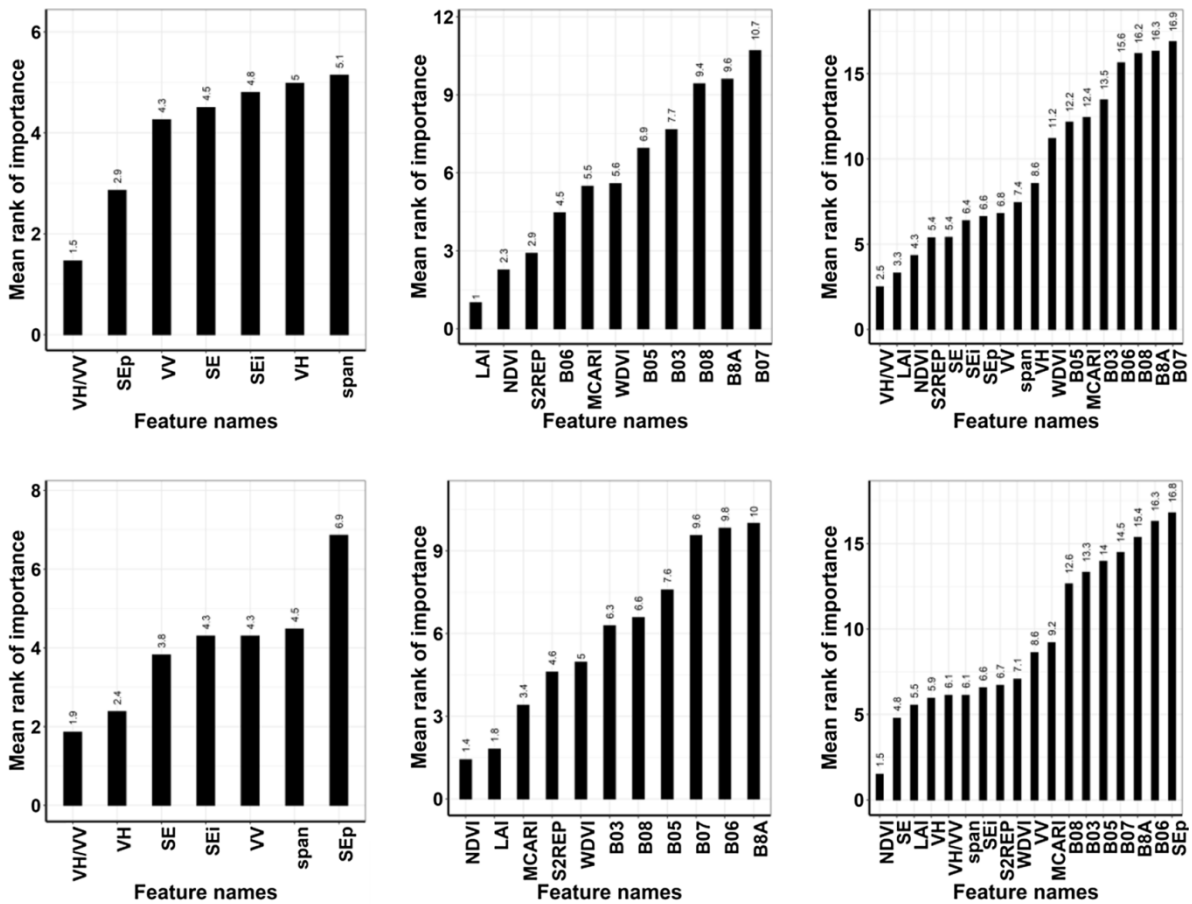 Mean rank of importance
6
4
2
0
1.5
2.9
4.3
4.5
4.8
5
5.1
VH/VV
SEp
VV
SE
SEi
VH
span
Feature names
Mean rank of importance
12
9
6
3
0
1
2.3
2.9
4.5
5.5
5.6
6.9
7.7
9.4
9.6
10.7
LAI
NDVI
S2REP
B06
MCARI
WDVI
B05
B03
B08
B8A
B07
Feature names
Mean rank of importance
15
10
5
0
2.5
3.3
4.3
5.4
5.4
6.4
6.6
6.8
7.4
8.6
11.2
12.2
12.4
13.5
15.6
16.2
16.3
16.9
VH/VV
LAI
NDVI
S2REP
SE
SEi
SEp
VV
span
VH
WDVI
B05
MCARI
B03
B06
B08
B8A
B07
Feature names
Mean rank of importance
8
6
4
2
0
1.9
2.4
3.8
4.3
4.3
4.5
6.9
VH/VV
VH
SE
SEi
VV
span
SEp
Feature names
Mean rank of importance
9
6
3
0
1.4
1.8
3.4
4.6
5
6.3
6.6
7.6
9.6
9.8
10
NDVI
LAI
MCARI
S2REP
WDVI
B03
B08
B05
B07
B06
B8A
Feature names
Mean rank of importance
15
10
5
0
1.5
4.8
5.5
5.9
6.1
6.1
6.6
6.7
7.1
8.6
9.2
12.6
13.3
14
14.5
15.4
16.3
16.8
NDVI
SE
LAI
VH
VH/VV
span
SEi
S2REP
WDVI
VV
MCARI
B08
B03
B05
B07
B8A
B06
SEp
Feature names